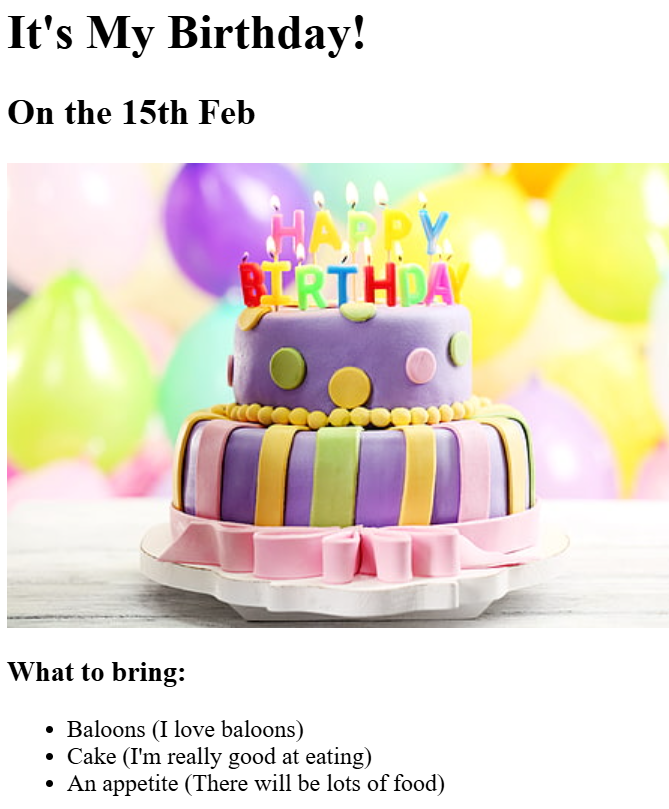 It's My Birthday!
On the 15th Feb
HAPPY
BIRTHDAY
What to bring:
Baloons (I love baloons)
Cake (I'm really good at eating)
An appetite (There will be lots of food)